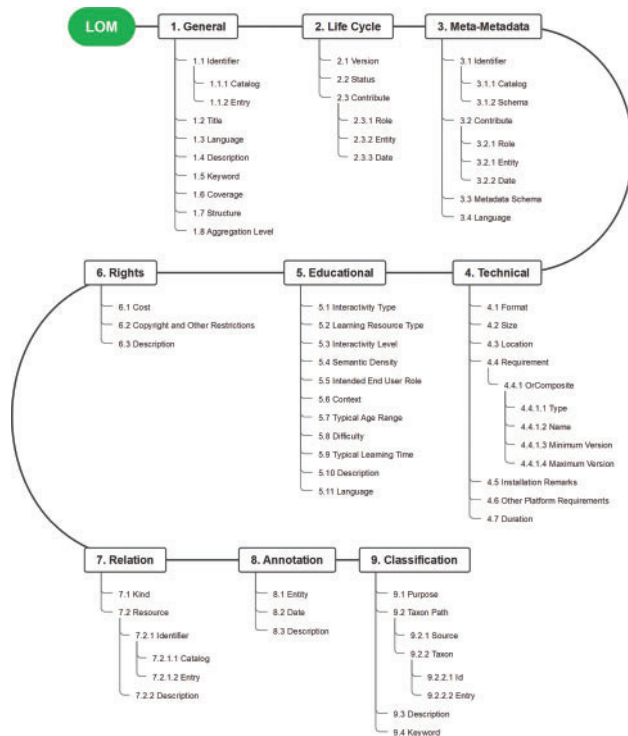 LOM
1. General
1.1 Identifier
1.1.1 Catalog
1.1.2 Entry
1.2 Title
1.3 Language
1.4 Description
1.5 Keyword
1.6 Coverage
1.7 Structure
1.8 Aggregation Level
2. Life Cycle
2.1 Version
2.2 Status
2.3 Contribute
2.3.1 Role
2.3.2 Entity
2.3.3 Date
3. Meta-Metadata
3.1 Identifier
3.1.1 Catalog
3.1.2 Schema
3.2 Contribute
3.2.1 Role
3.2.1 Entity
3.2.2 Date
3.3 Metadata Schema
3.4 Language
6. Rights
6.1 Cost
6.2 Copyright and Other Restrictions
6.3 Description
5. Educational
5.1 Interactivity Type
5.2 Learning Resource Type
5.3 Interactivity Level
5.4 Semantic Density
5.5 Intended End User Role
5.6 Context
5.7 Typical Age Range
5.8 Difficulty
5.9 Typical Learning Time
5.10 Description
5.11 Language
4. Technical
4.1 Format
4.2 Size
4.3 Location
4.4 Requirement
4.4.1 OrComposite
4.4.1.1 Type
4.4.1.2 Name
4.4.1.3 Minimum Version
4.4.1.4 Maximum Version
4.5 Installation Remarks
4.6 Other Platform Requirements
4.7 Duration
7. Relation
7.1 Kind
7.2 Resource
7.2.1 Identifier
7.2.1.1 Catalog
7.2.1.2 Entry
7.2.2 Description
8. Annotation
8.1 Entity
8.2 Date
8.3 Description
9. Classification
9.1 Purpose
9.2 Taxon Path
9.2.1 Source
9.2.2 Taxon
9.2.2.1 Id
9.2.2.2 Entry
9.3 Description
9.4 Keyword